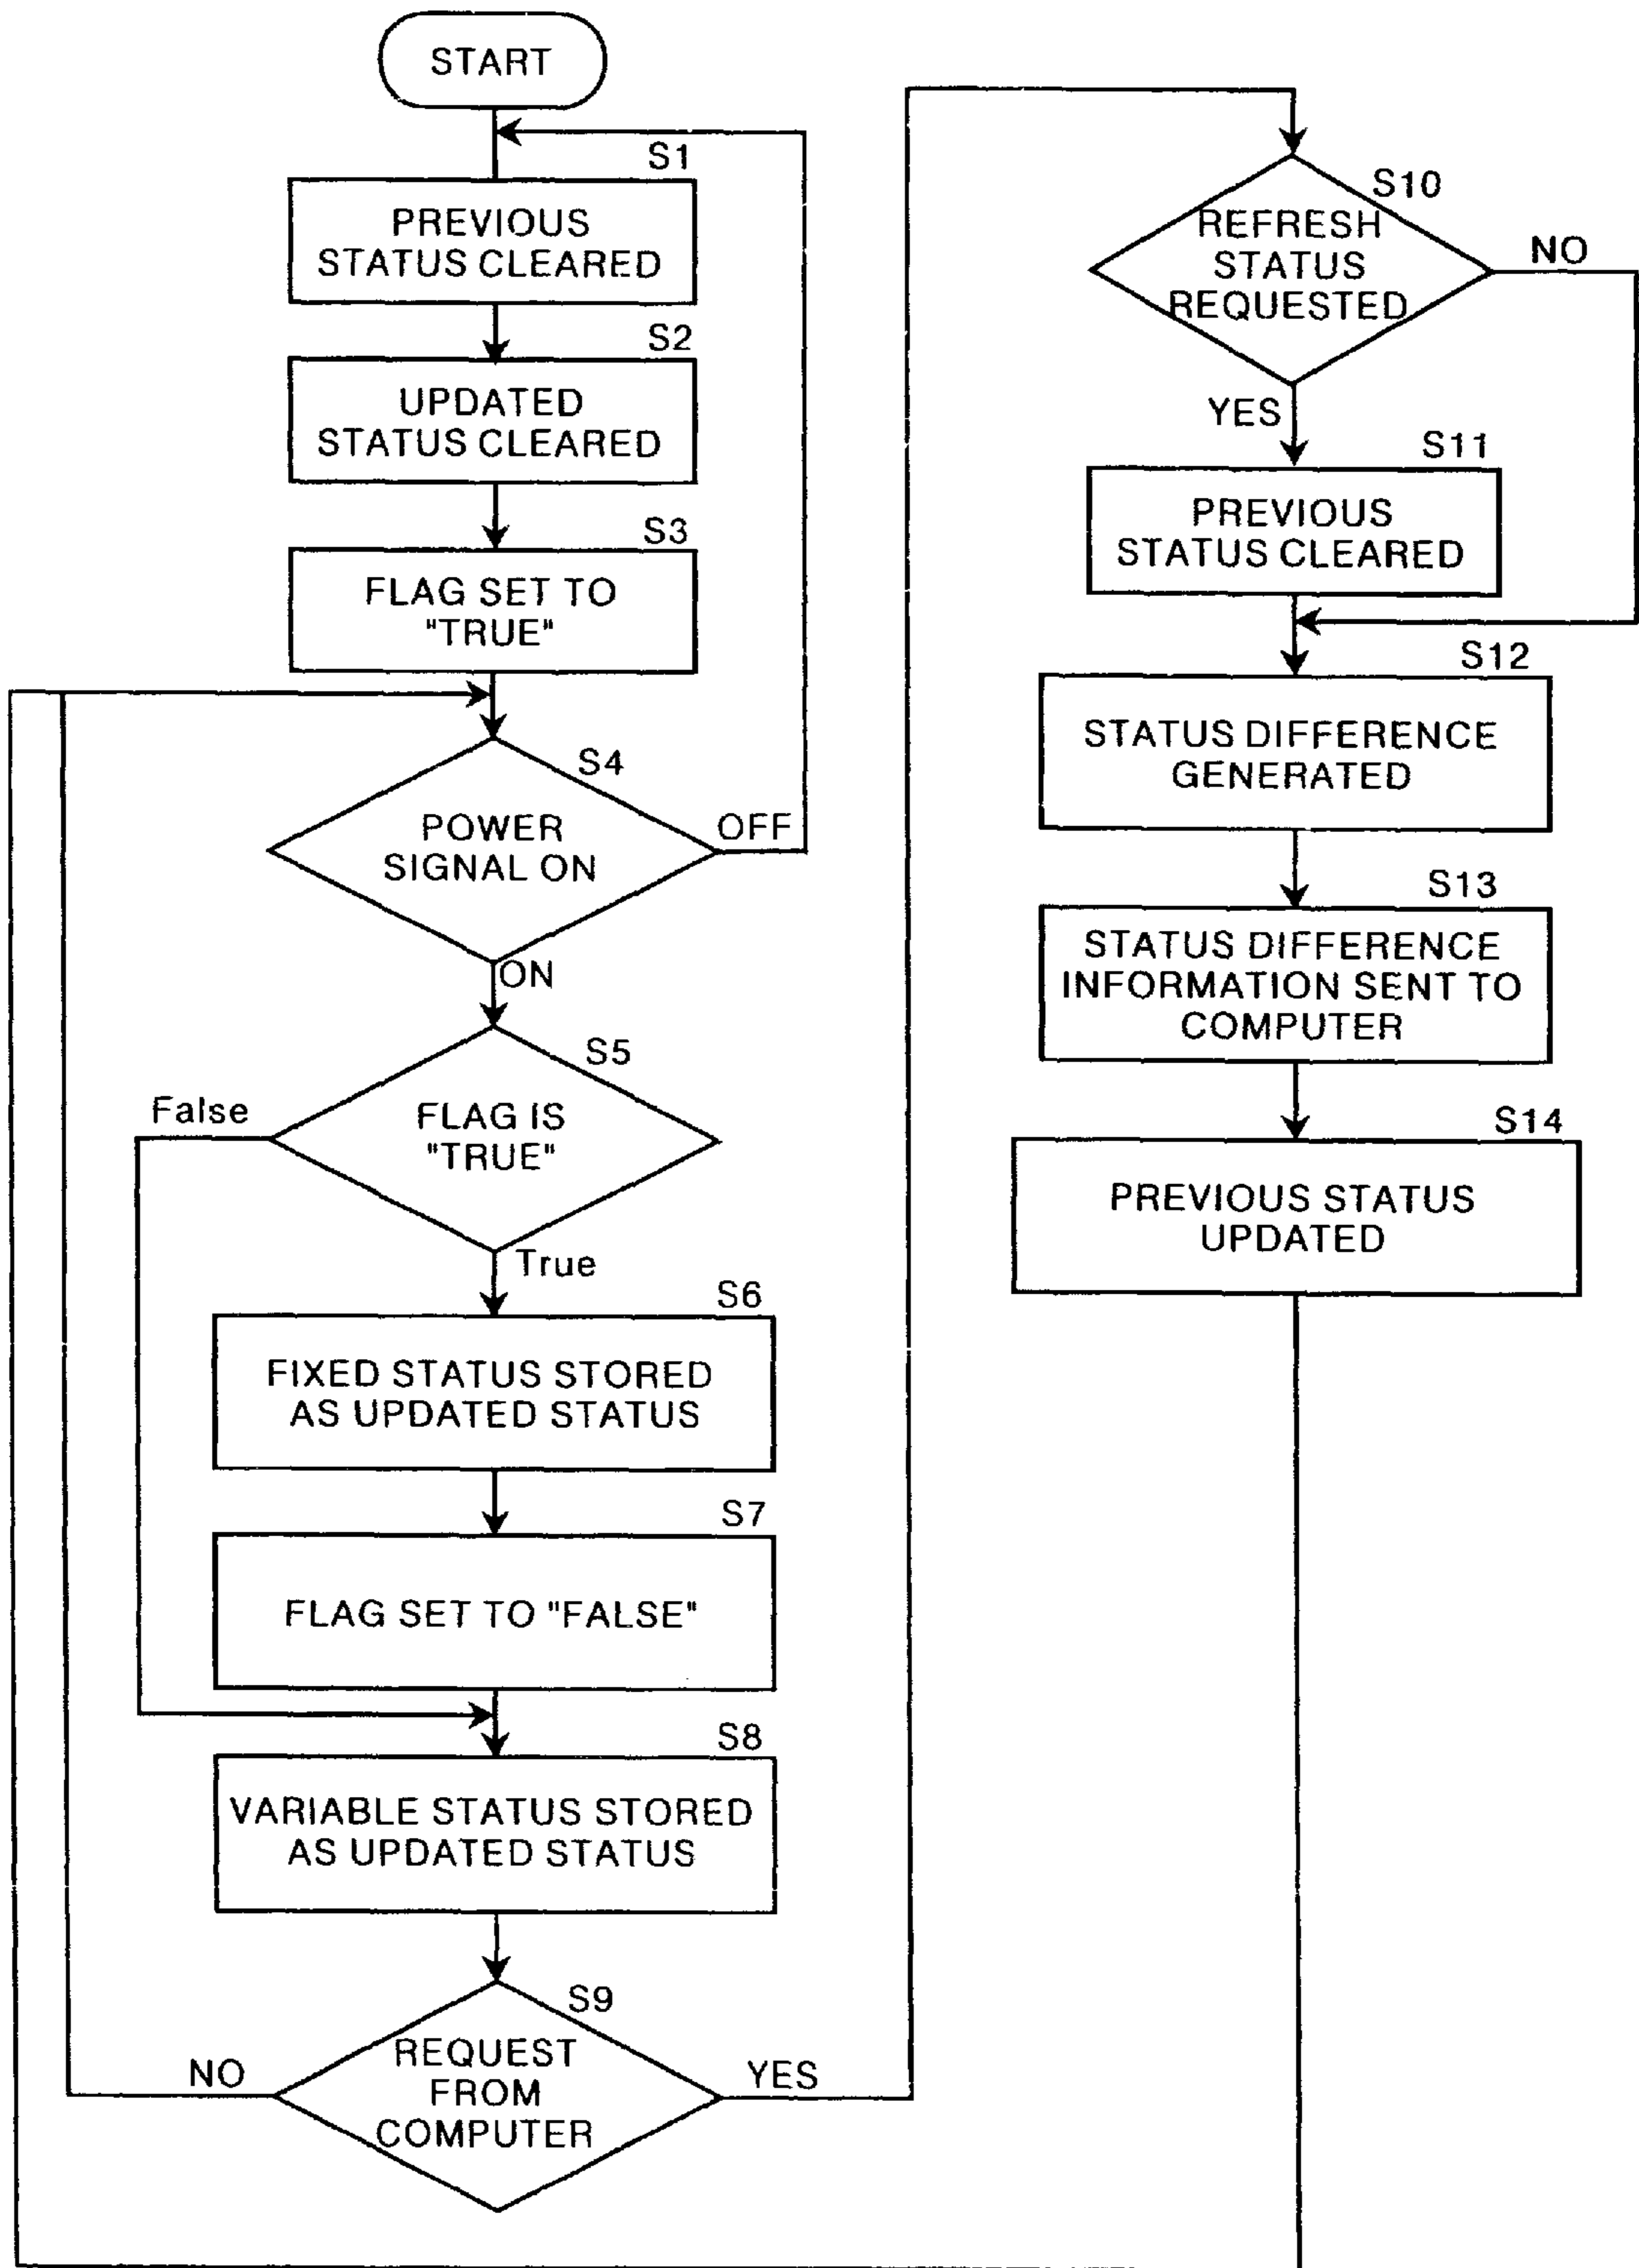 START
S1
PREVIOUS
STATUS CLEARED
S2
UPDATED
STATUS CLEARED
S3
FLAG SET TO
"TRUE"
S4
POWER
SIGNAL ON
OFF
ON
S5
FLAG IS
"TRUE"
False
True
S6
FIXED STATUS STORED
AS UPDATED STATUS
S7
FLAG SET TO "FALSE"
S8
VARIABLE STATUS STORED
AS UPDATED STATUS
S9
REQUEST
FROM
COMPUTER
NO
YES
S10
REFRESH
STATUS
REQUESTED
NO
YES
S11
PREVIOUS
STATUS CLEARED
S12
STATUS DIFFERENCE
GENERATED
S13
STATUS DIFFERENCE
INFORMATION SENT TO
COMPUTER
S14
PREVIOUS STATUS
UPDATED